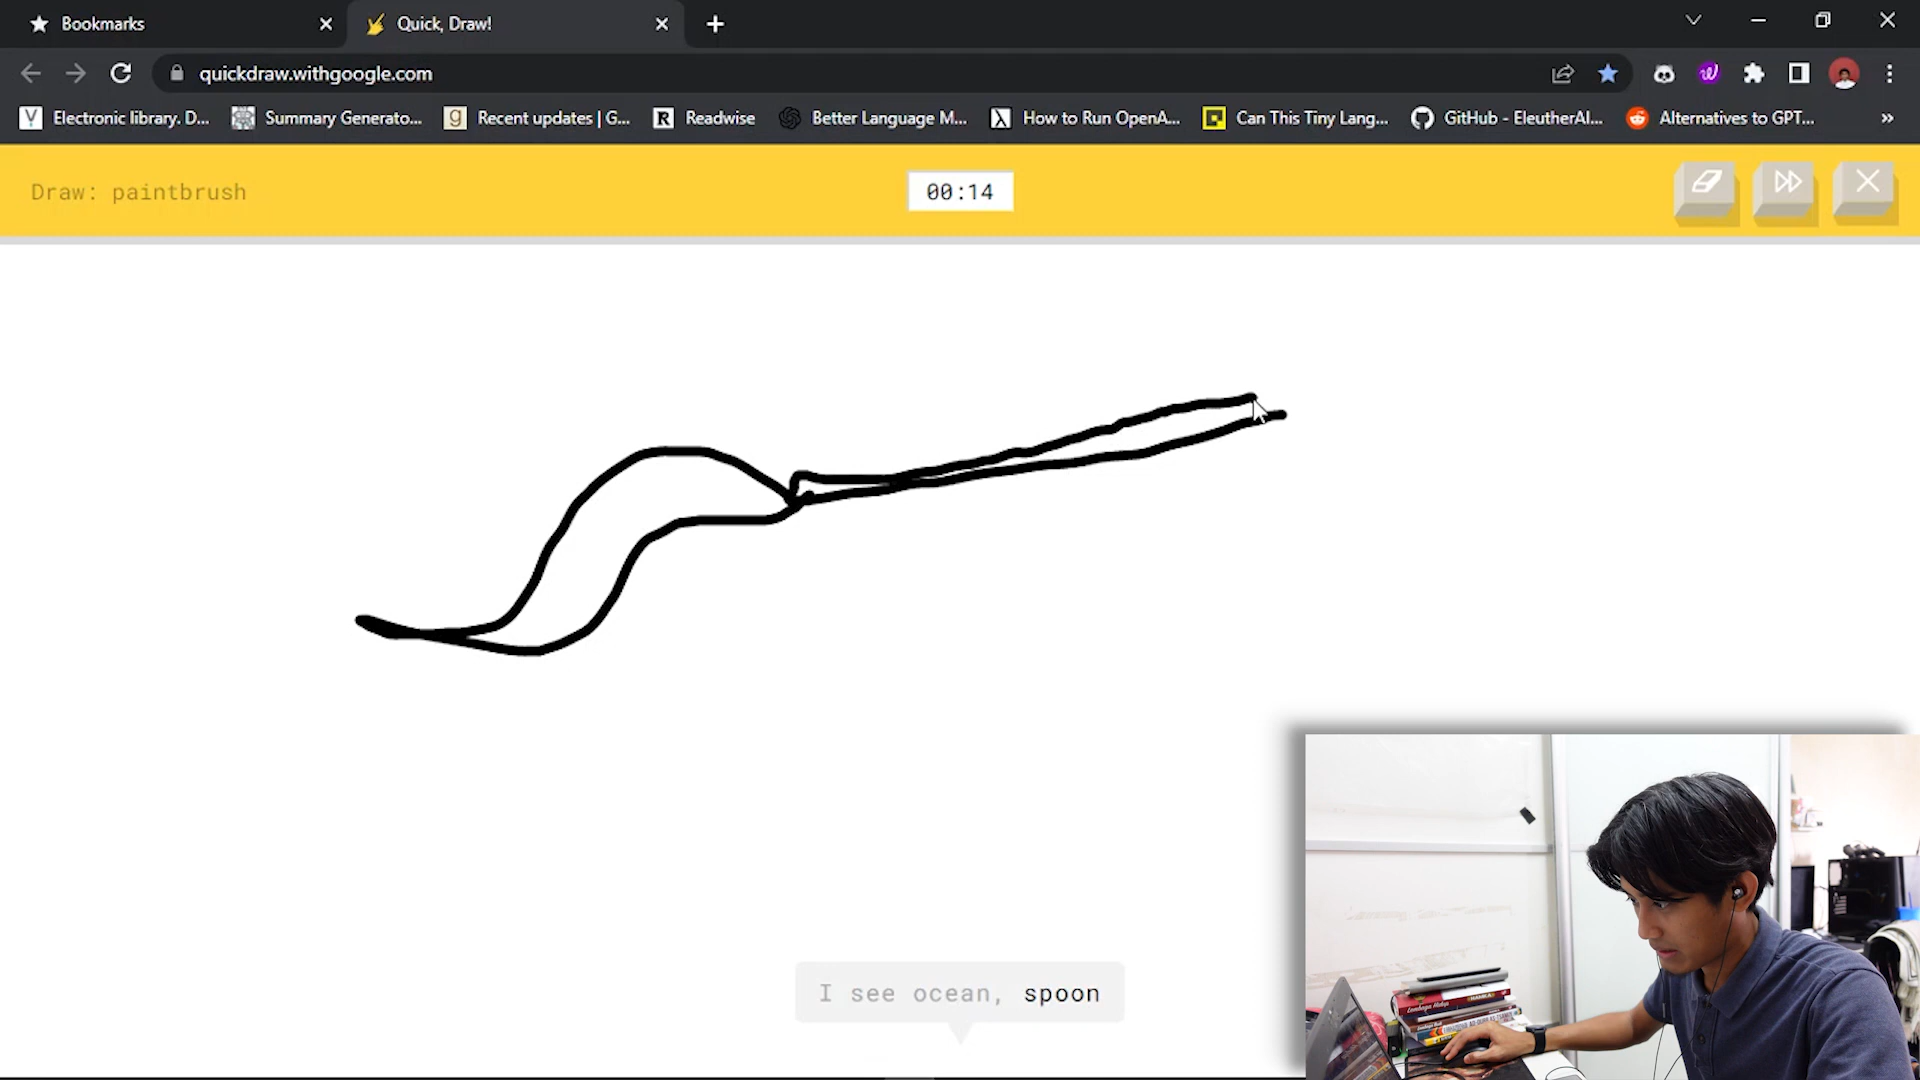 Bookmarks
Quick, Draw!
quickdraw.withgoogle.com
Electronic library. D...
Summary Generato...
Recent updates | G...
Readwise
Better Language M...
How to Run OpenA...
Can This Tiny Lang...
GitHub - EleutherAI...
Alternatives to GPT...
Draw: paintbrush
00:14
I see ocean, spoon